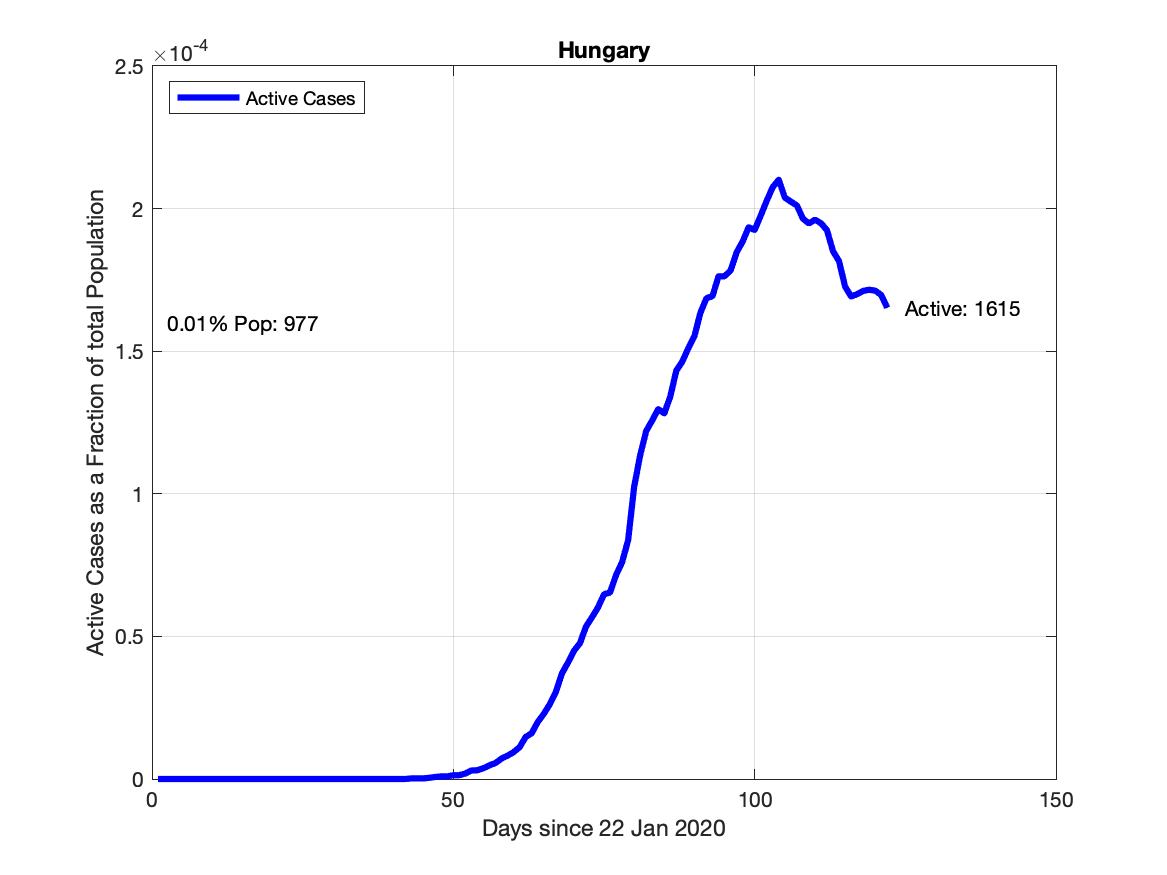 Hungary
×10-4
2.5
2
1.5
1
0.5
0
Active Cases as a Fraction of total Population
Active Cases
0.01% Pop: 977
Active: 1615
0
50
100
150
Days since 22 Jan 2020